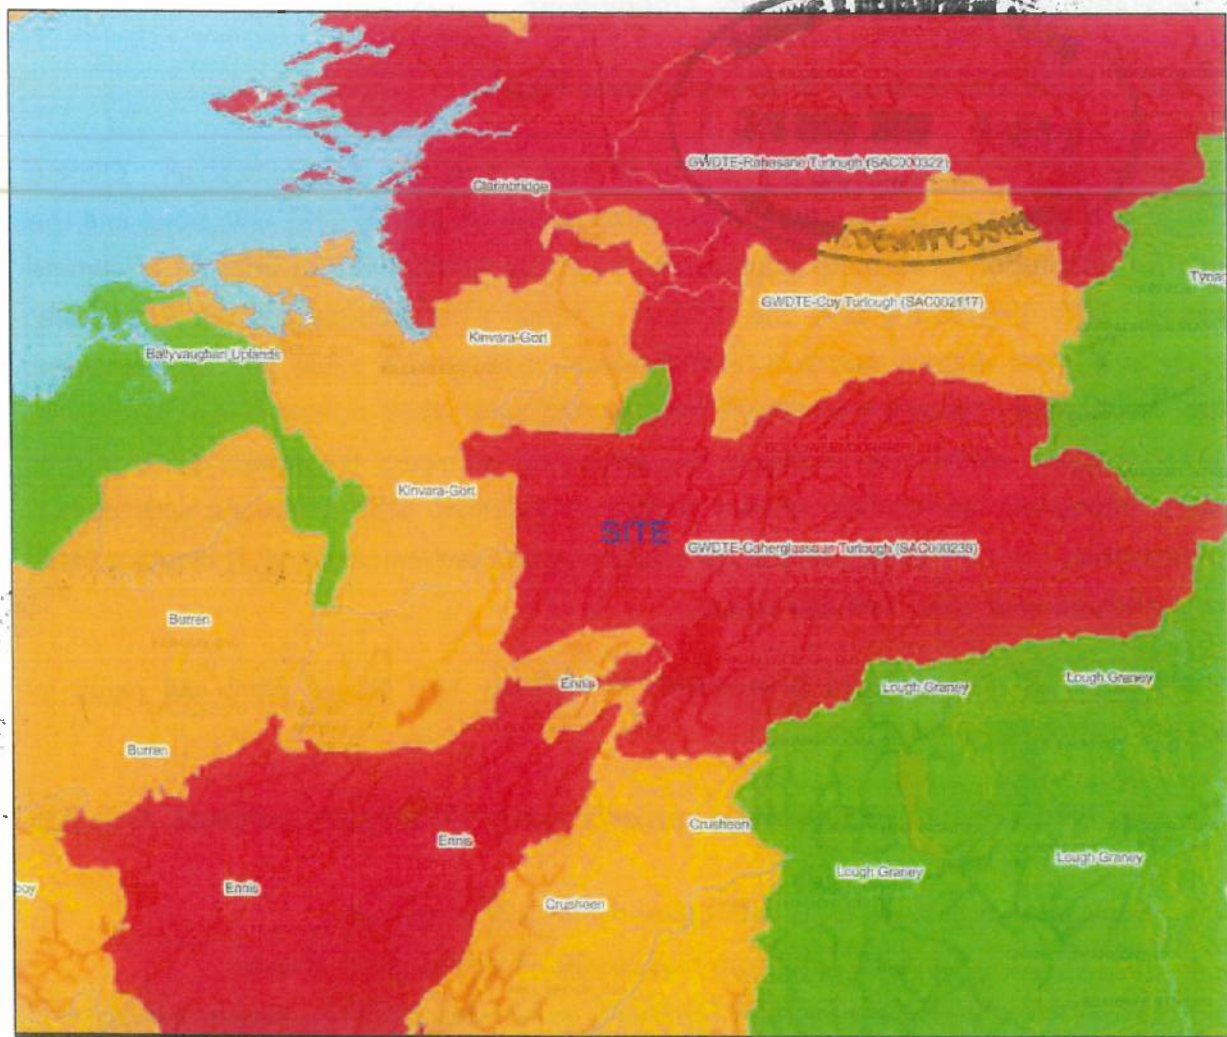 GWDTE-Rahasane Turlough (SAC000322)
Clarinbridge
GWDTE-Coy Turlough (SAC002117)
Kinvara-Gort
Ballyvaughan Uplands
Kinvara-Gort
SITE
GWDTE-Caherglassaun Turlough (SAC000238)
Burren
Ennis
Lough Graney
Lough Graney
Burren
Crusheen
Ennis
Lough Graney
Lough Graney
Ennis
Crusheen